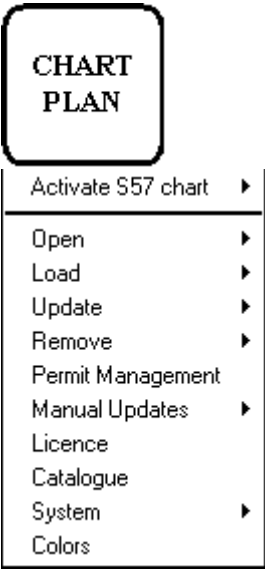 CHART
PLAN
Activate S57 chart
Open
Load
Update
Remove
Permit Management
Manual Updates
Licence
Catalogue
System
Colors